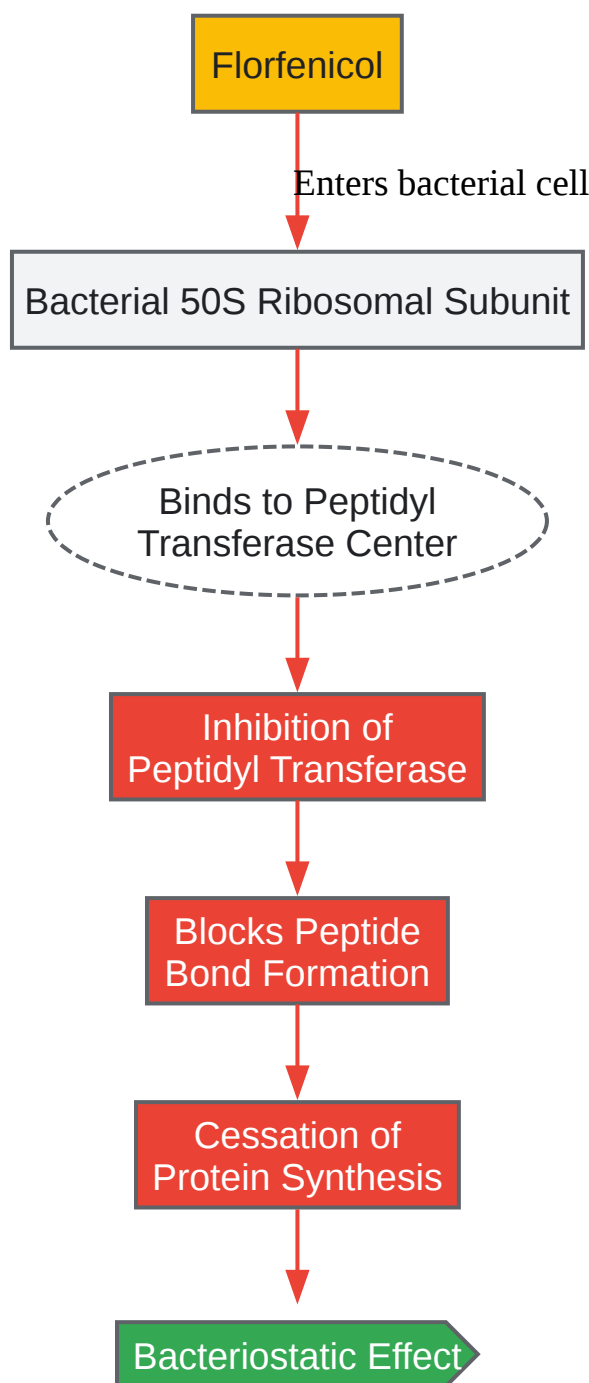 Florfenicol
Enters bacterial cell
Bacterial 50S Ribosomal Subunit
Binds to Peptidyl
Transferase Center
Inhibition of
Peptidyl Transferase
Blocks Peptide
Bond Formation
Cessation of
Protein Synthesis
Bacteriostatic Effect